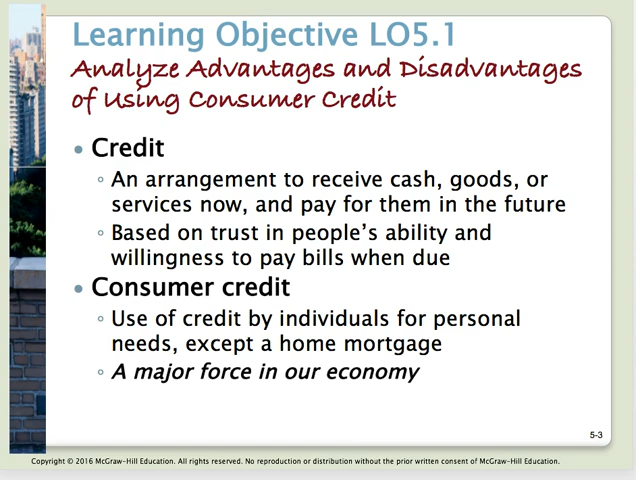 Learning Objective LO5.1
Analyze Advantages and Disadvantages
of Using Consumer Credit
• Credit
◦ An arrangement to receive cash, goods, or
services now, and pay for them in the future
◦ Based on trust in people’s ability and
willingness to pay bills when due
• Consumer credit
◦ Use of credit by individuals for personal
needs, except a home mortgage
◦ A major force in our economy
5-3
Copyright © 2016 McGraw-Hill Education. All rights reserved. No reproduction or distribution without the prior written consent of McGraw-Hill Education.